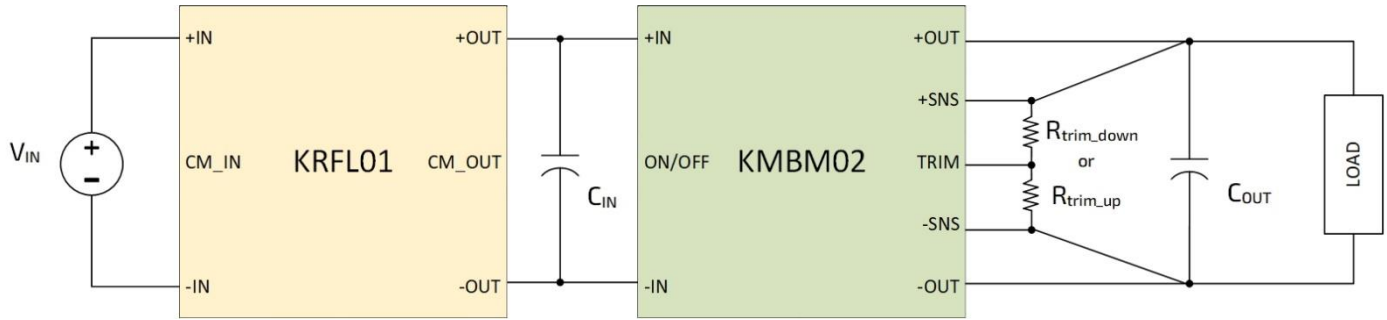 +IN
+OUT
+IN
+OUT
+SNS
Rtrim_down
VIN
+
−
CM_IN
KRFL01
CM_OUT
CIN
ON/OFF
KMBM02
TRIM
or
Rtrim_up
COUT
LOAD
-SNS
-IN
-OUT
-IN
-OUT